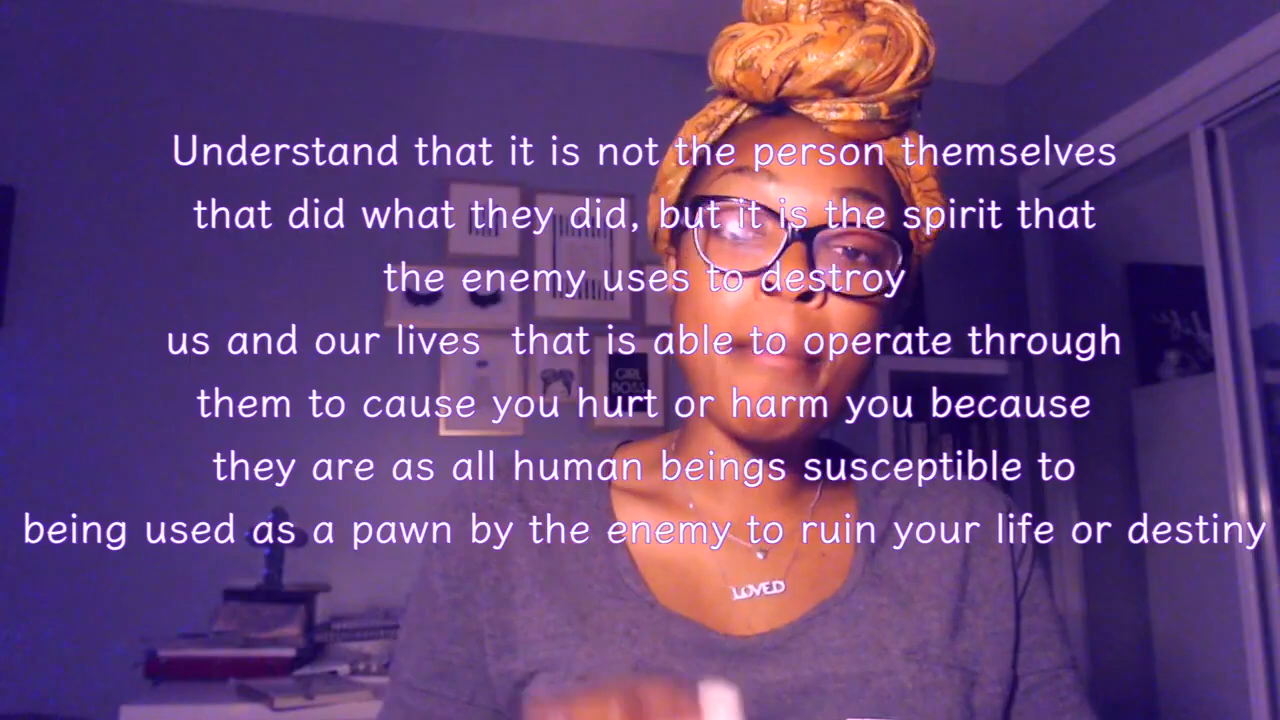 Understand that it is not the person themselves
that did what they did, but it is the spirit that
the enemy uses to destroy
us and our lives  that is able to operate through
them to cause you hurt or harm you because
they are as all human beings susceptible to
being used as a pawn by the enemy to ruin your life or destiny
GIRL
BOSS
LOVED